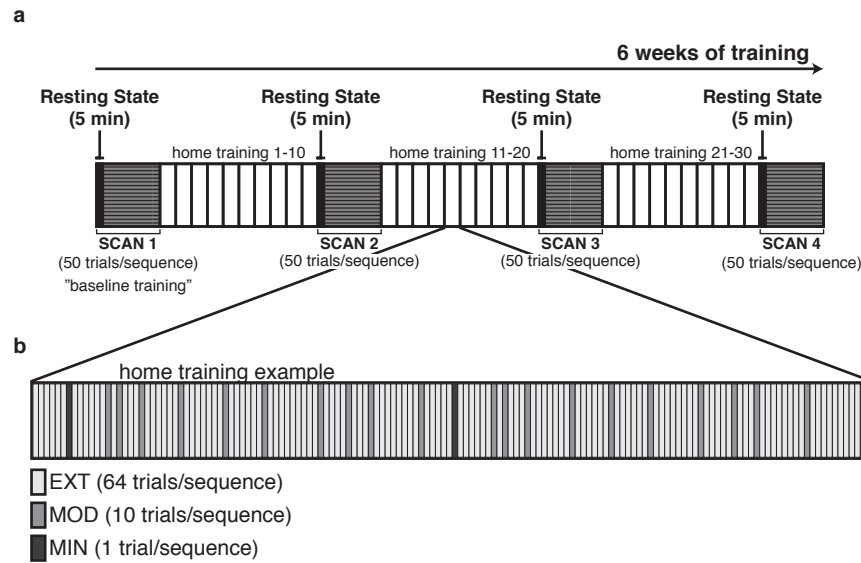 a
6 weeks of training
Resting State Resting State Resting State Resting State
(5 min) (5 min) (5 min) (5 min)
home training 1-10 home training 11-20 home training 21-30
SCAN 1 SCAN 2 SCAN 3 SCAN 4
(50 trials/sequence) (50 trials/sequence) (50 trials/sequence) (50 trials/sequence)
”baseline training”
b
home training example
EXT (64 trials/sequence)
MOD (10 trials/sequence)
MIN (1 trial/sequence)